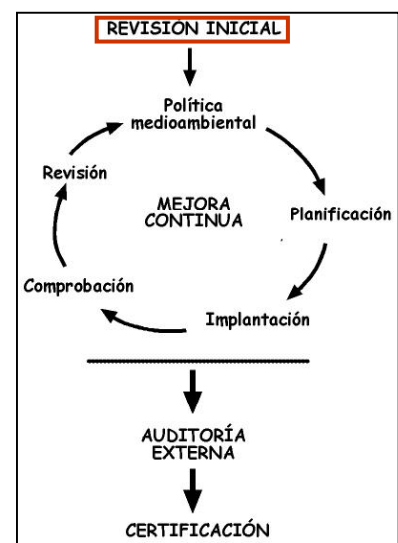 REVISIÓN INICIAL
Política
medioambiental
Revisión
MEJORA
CONTINUA
Planificación
Comprobación
Implantación
AUDITORÍA
EXTERNA
CERTIFICACIÓN